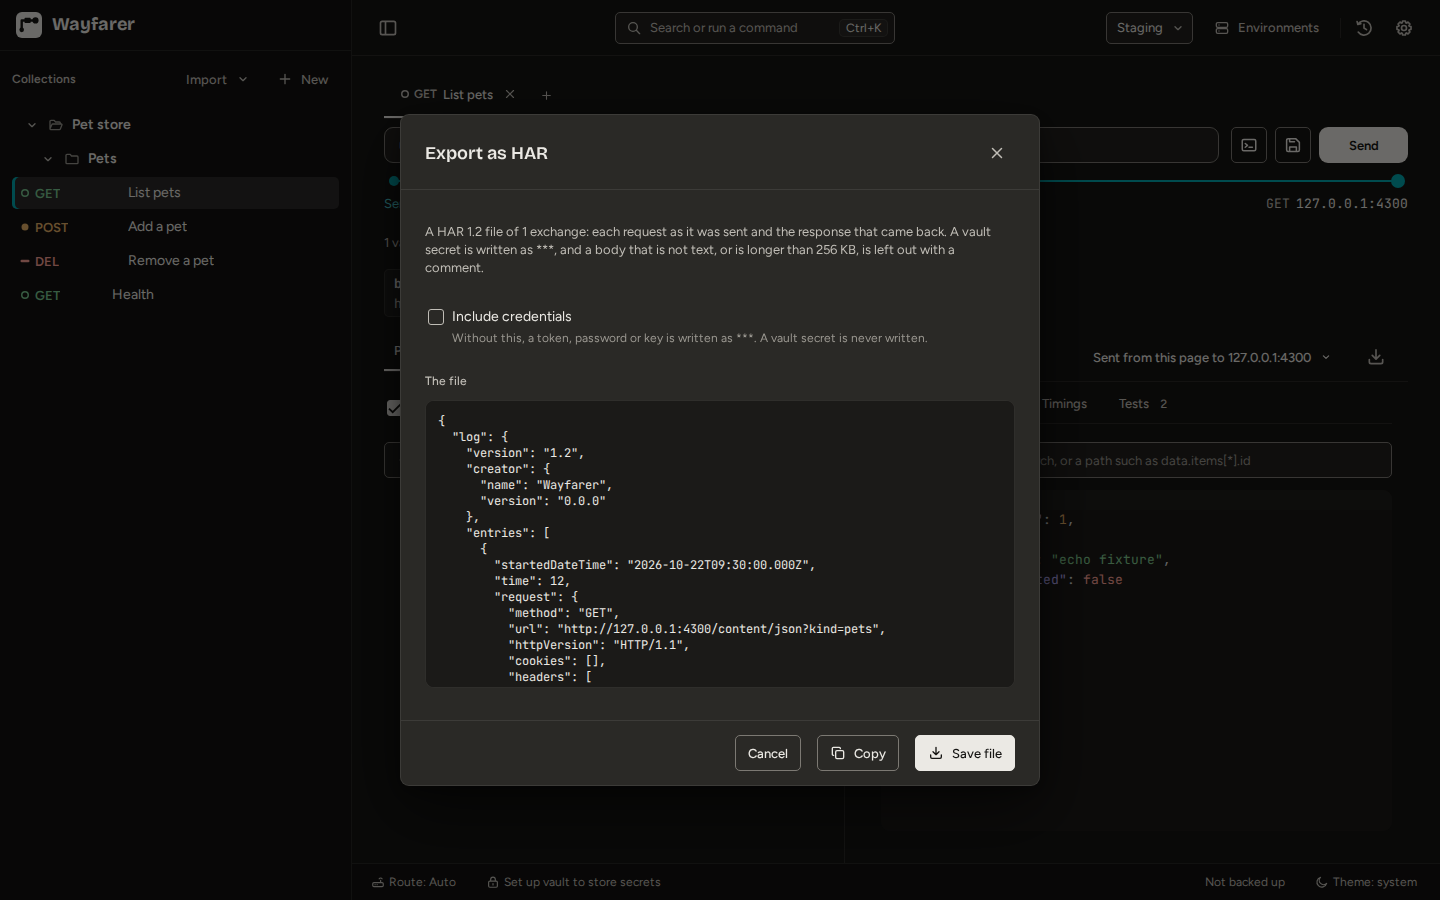 Wayfarer
Search or run a command
Ctrl+K
Staging
Environments
Collections
Import
New
GET List pets
Pet store
Pets
GET List pets
POST Add a pet
DEL Remove a pet
GET Health
Send
GET 127.0.0.1:4300
Sent from this page to 127.0.0.1:4300
Timings
Tests 2
or a path such as data.items[*].id
": 1,
"echo fixture",
ed": false
Export as HAR
A HAR 1.2 file of 1 exchange: each request as it was sent and the response that came back. A vault
secret is written as ***, and a body that is not text, or is longer than 256 KB, is left out with a
comment.
Include credentials
Without this, a token, password or key is written as ***. A vault secret is never written.
The file
{
"log": {
"version": "1.2",
"creator": {
"name": "Wayfarer",
"version": "0.0.0"
},
"entries": [
{
"startedDateTime": "2026-10-22T09:30:00.000Z",
"time": 12,
"request": {
"method": "GET",
"url": "http://127.0.0.1:4300/content/json?kind=pets",
"httpVersion": "HTTP/1.1",
"cookies": [],
"headers": [
Cancel
Copy
Save file
Route: Auto
Set up vault to store secrets
Not backed up
Theme: system